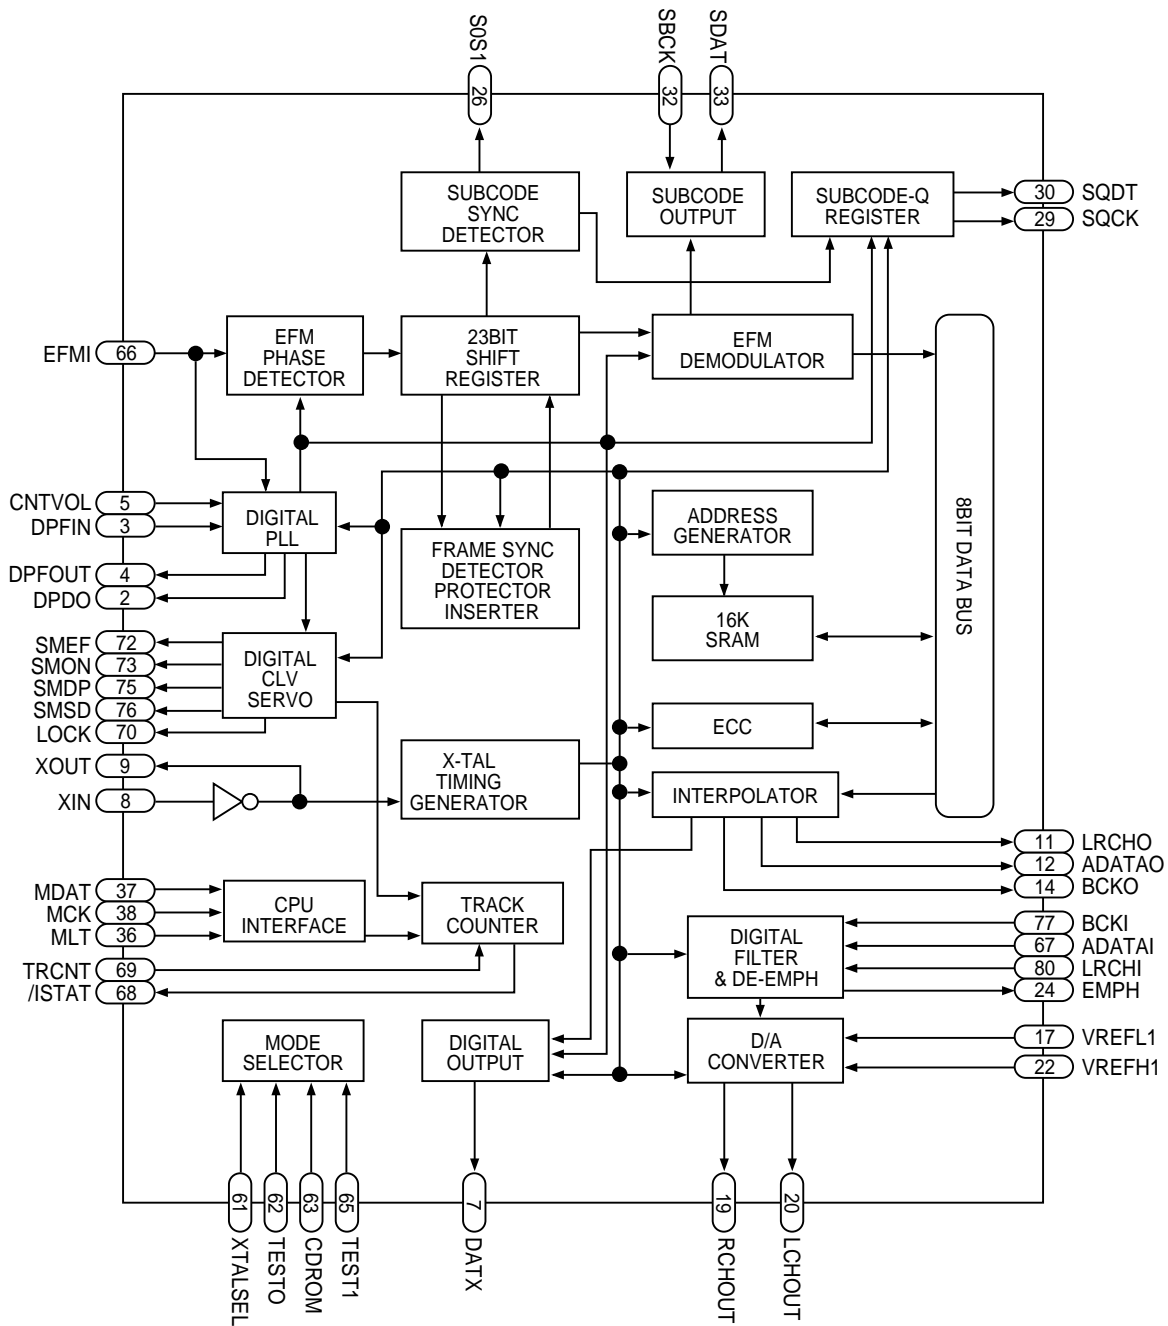 S0S1
SBCK
SDAT
26
32
33
SUBCODE
SYNC
DETECTOR
SUBCODE
OUTPUT
SUBCODE-Q
REGISTER
30 SQDT
29 SQCK
EFMI 66
EFM
PHASE
DETECTOR
23BIT
SHIFT
REGISTER
EFM
DEMODULATOR
CNTVOL 5
DPFIN 3
DIGITAL
PLL
DPFOUT 4
DPDO 2
FRAME SYNC
DETECTOR
PROTECTOR
INSERTER
ADDRESS
GENERATOR
16K
SRAM
8BIT DATA BUS
SMEF 72
SMON 73
SMDP 75
SMSD 76
LOCK 70
DIGITAL
CLV
SERVO
ECC
XOUT 9
XIN 8
X-TAL
TIMING
GENERATOR
INTERPOLATOR
11 LRCHO
12 ADATAO
14 BCKO
MDAT 37
MCK 38
MLT 36
CPU
INTERFACE
TRACK
COUNTER
TRCNT 69
/ISTAT 68
DIGITAL
FILTER
& DE-EMPH
77 BCKI
67 ADATAI
80 LRCHI
24 EMPH
MODE
SELECTOR
DIGITAL
OUTPUT
D/A
CONVERTER
17 VREFL1
22 VREFH1
61 XTALSEL
62 TESTO
63 CDROM
65 TEST1
7 DATX
19 RCHOUT
20 LCHOUT